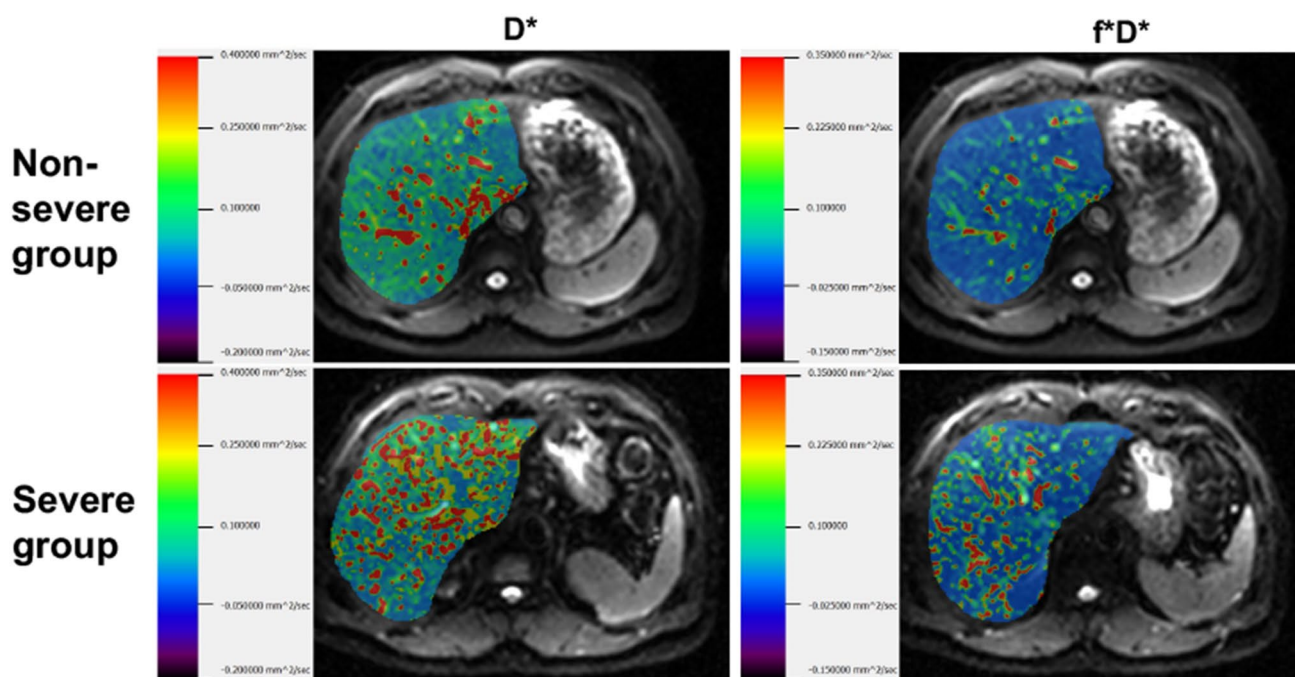 D*
f*D*
Non-
severe
group
0.400000 mm^2/sec
0.250000 mm^2/sec
0.100000
-0.050000 mm^2/sec
-0.200000 mm^2/sec
0.350000 mm^2/sec
0.225000 mm^2/sec
0.100000
-0.025000 mm^2/sec
-0.150000 mm^2/sec
Severe
group
0.400000 mm^2/sec
0.250000 mm^2/sec
0.100000
-0.050000 mm^2/sec
-0.200000 mm^2/sec
0.350000 mm^2/sec
0.225000 mm^2/sec
0.100000
-0.025000 mm^2/sec
-0.150000 mm^2/sec